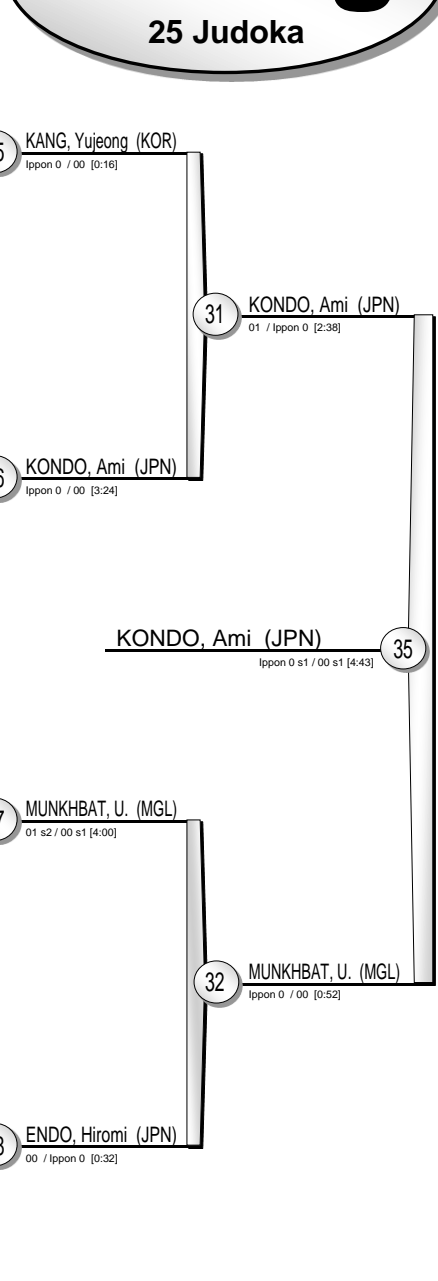 25 Judoka
KANG, Yujeong (KOR)
Ippon 0 / 00 [0:16]
31
KONDO, Ami (JPN)
01 / Ippon 0 [2:38]
KONDO, Ami (JPN)
Ippon 0 / 00 [3:24]
KONDO, Ami (JPN)
Ippon 0 s1 / 00 s1 [4:43]
35
MUNKHBAT, U. (MGL)
01 s2 / 00 s1 [4:00]
32
MUNKHBAT, U. (MGL)
Ippon 0 / 00 [0:52]
ENDO, Hiromi (JPN)
00 / Ippon 0 [0:32]